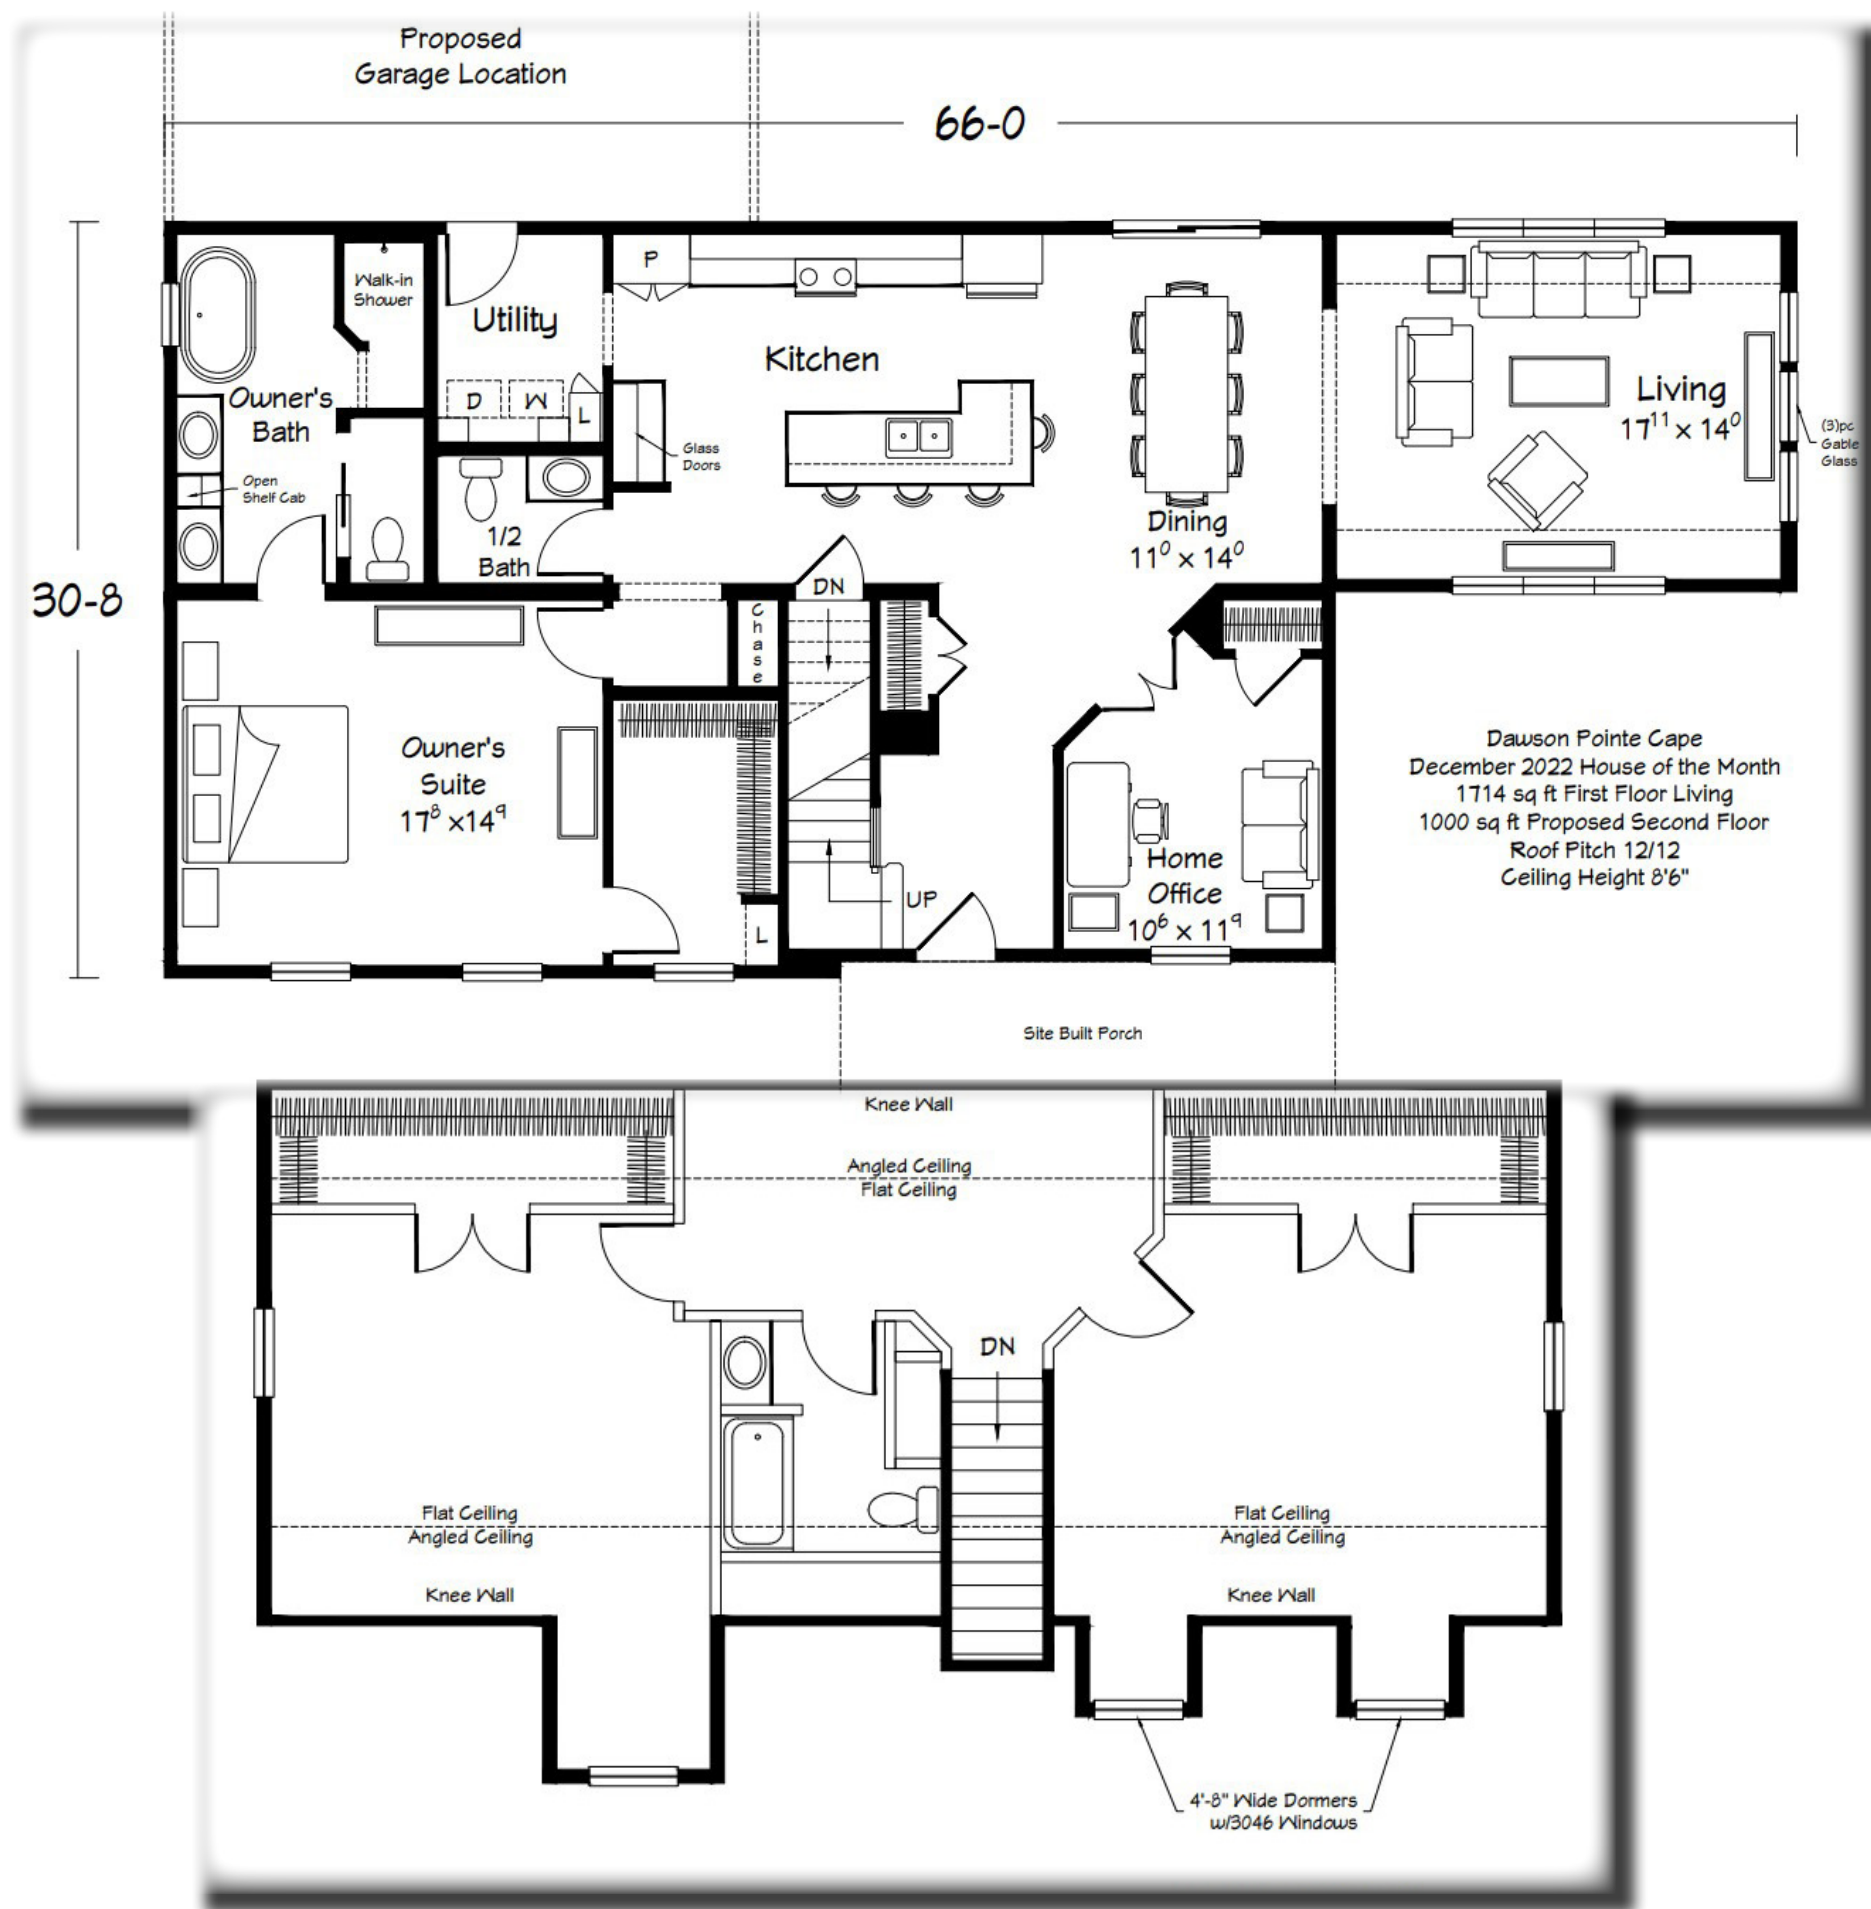 Proposed
Garage Location
66-0
30-8
P
Walk-in
Shower
Utility
Kitchen
Owner's
Bath
D
W
L
Glass
Doors
Open
Shelf Cab
1/2
Bath
Living
17¹¹ × 14⁰
(3)pc
Gable
Glass
Dining
11⁰ × 14⁰
DN
Chase
Owner's
Suite
17⁸ ×14⁹
UP
L
Home
Office
10⁶ × 11⁹
Dawson Pointe Cape
December 2022 House of the Month
1714 sq ft First Floor Living
1000 sq ft Proposed Second Floor
Roof Pitch 12/12
Ceiling Height 8'6"
Site Built Porch
Knee Wall
Angled Ceiling
Flat Ceiling
DN
Flat Ceiling
Angled Ceiling
Knee Wall
Flat Ceiling
Angled Ceiling
Knee Wall
4'-8" Wide Dormers
w/3046 Windows